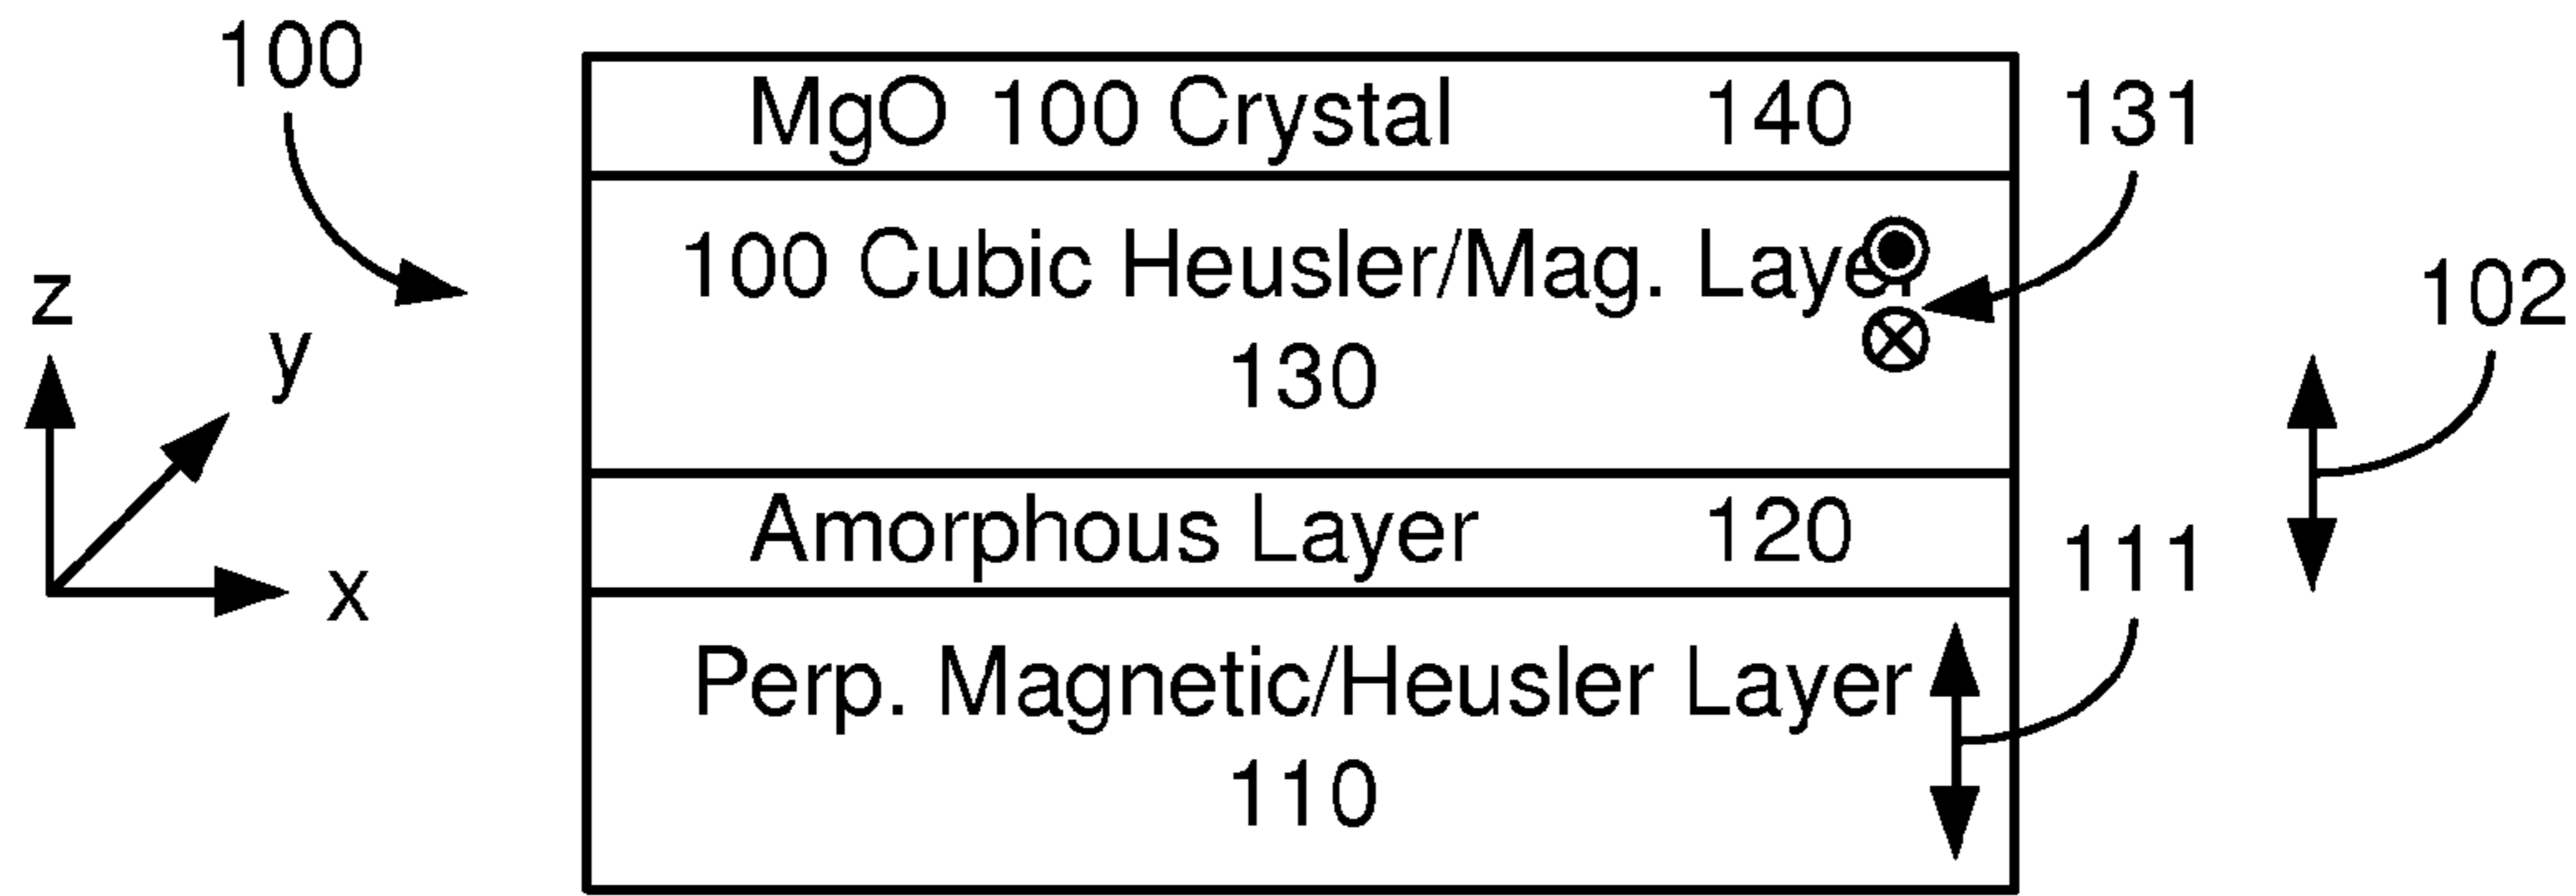 100
MgO 100 Crystal 140
131
100 Cubic Heusler/Mag. Layer
130
z
y
x
102
Amorphous Layer 120
111
Perp. Magnetic/Heusler Layer
110